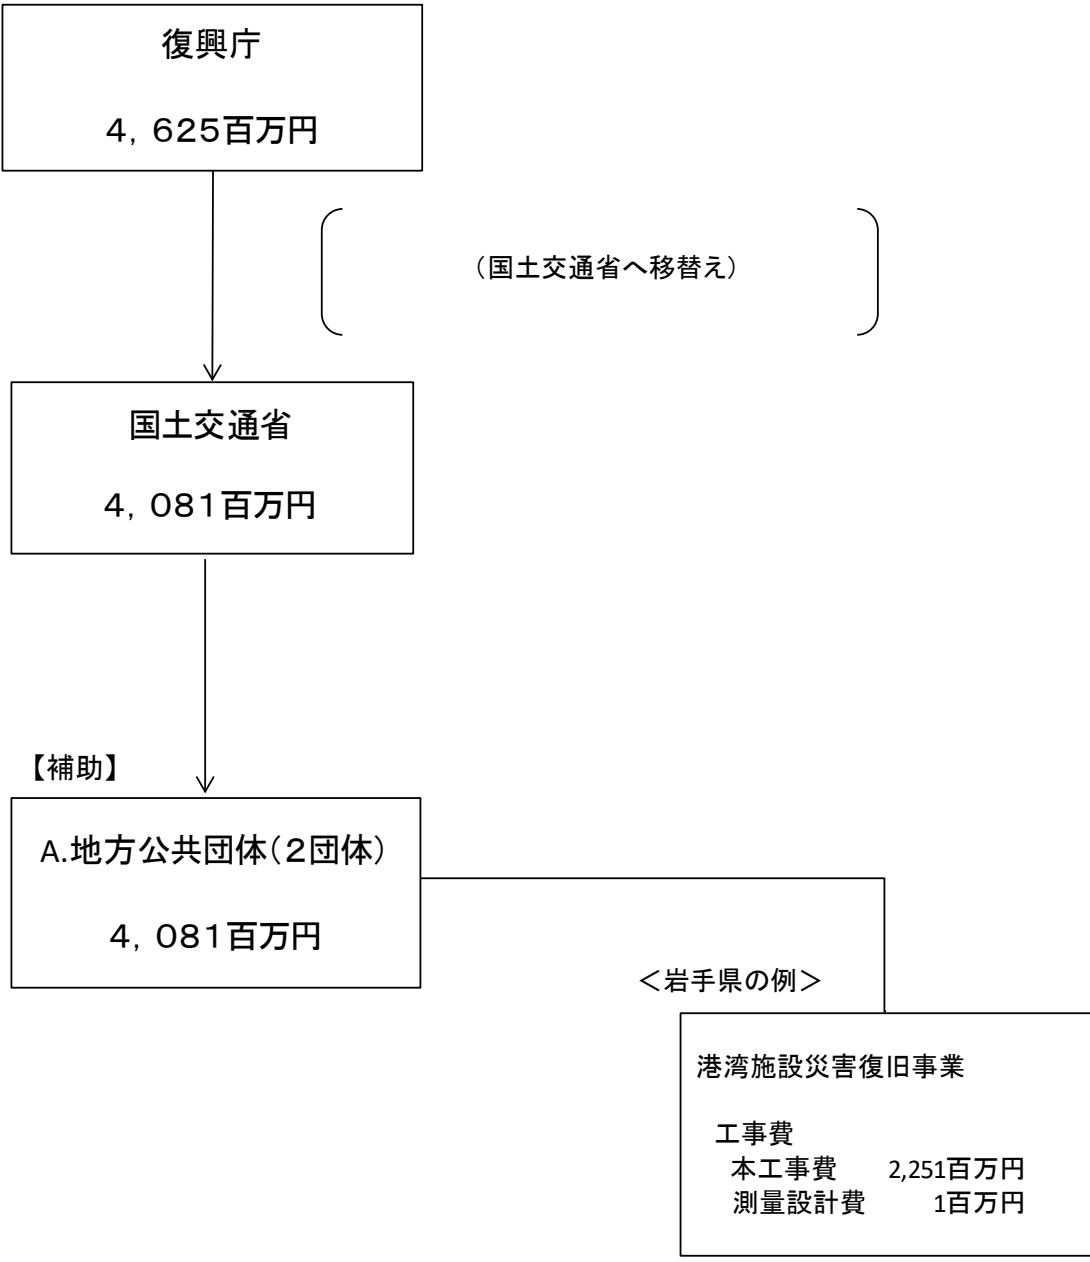 復興庁
４，６２５百万円
（国土交通省へ移替え）
国土交通省
４，０８１百万円
【補助】
A.地方公共団体（２団体）
４，０８１百万円
＜岩手県の例＞
港湾施設災害復旧事業
工事費
本工事費　2,251百万円
測量設計費　1百万円